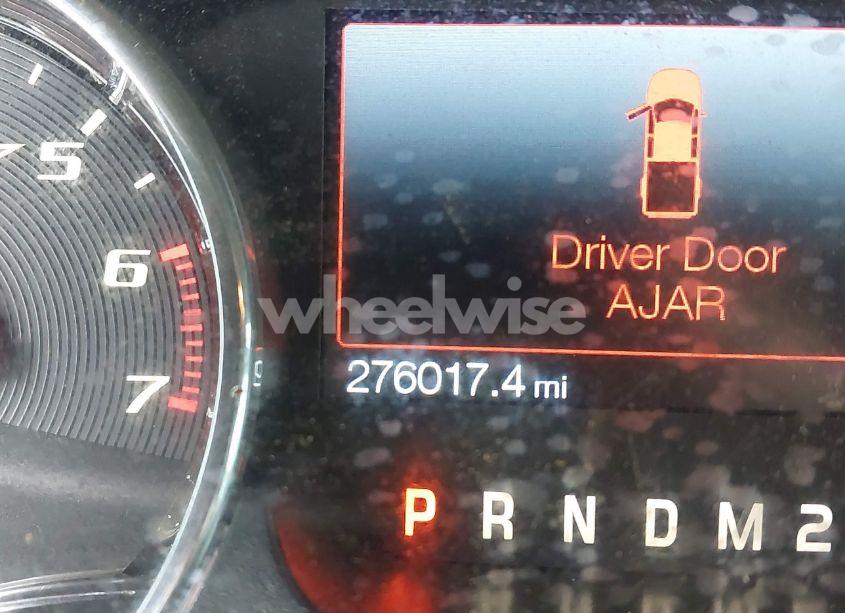 5
6
7
Driver Door
AJAR
wheelwise
276017.4 mi
P R N D M 2